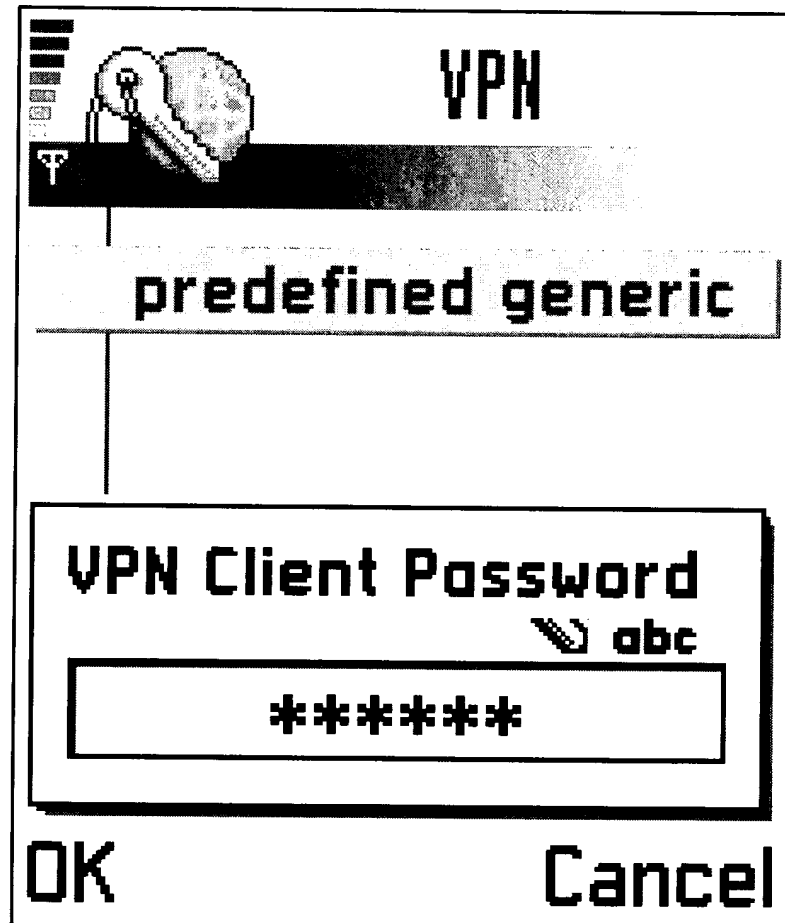 VPN
predefined generic
VPN Client Password
abc
******
OK
Cancel